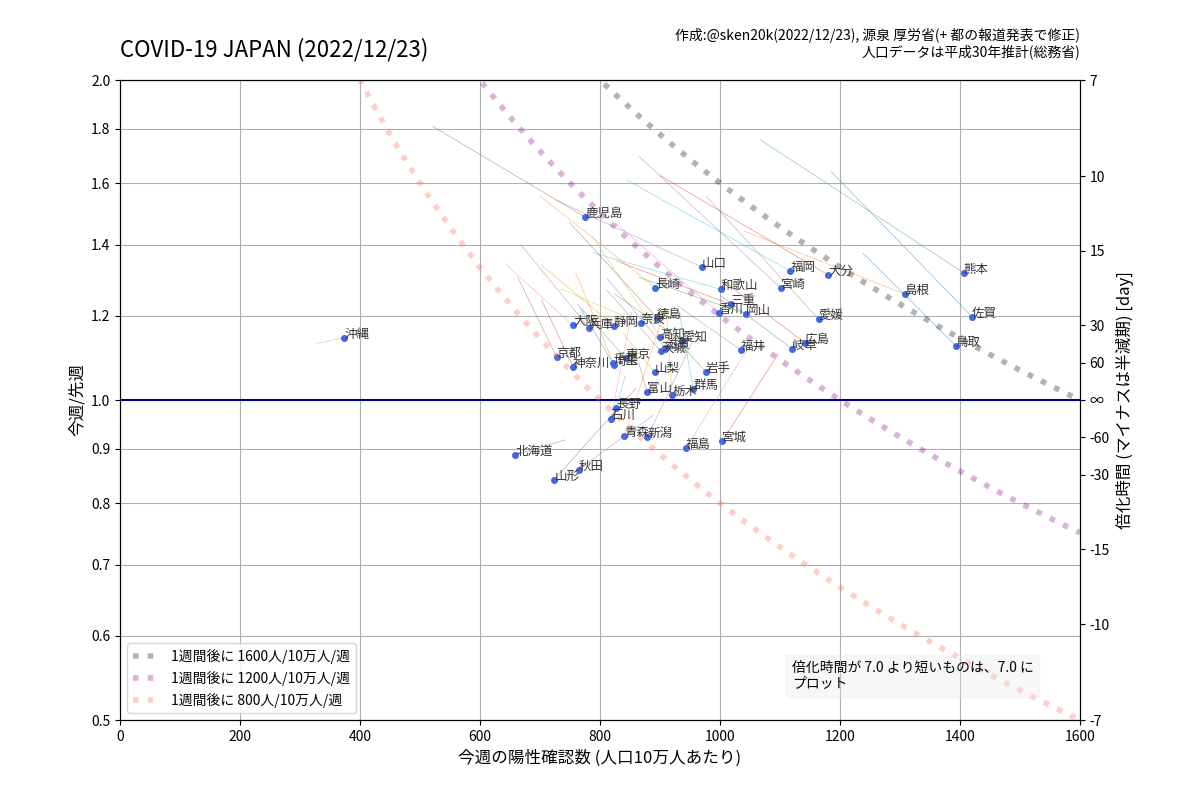 COVID-19 JAPAN (2022/12/23)
作成:@sken20k(2022/12/23), 源泉 厚労省(+ 都の報道発表で修正)
人口データは平成30年推計(総務省)
2.0
1.8
1.6
1.4
1.2
1.0
0.9
0.8
0.7
0.6
0.5
今週/先週
7
10
15
30
60
∞
-60
-30
-15
-10
-7
倍化時間 (マイナスは半減期) [day]
鹿児島
山口
福岡
大分
熊本
長崎
和歌山
宮崎
島根
三重
香川
岡山
愛媛
佐賀
大阪
兵庫
静岡
奈良
徳島
沖縄
高知
愛知
福井
岐阜
広島
鳥取
京都
神奈川
東京
山梨
岩手
富山
栃木
群馬
長野
石川
青森
新潟
宮城
福島
北海道
秋田
山形
1週間後に 1600人/10万人/週
1週間後に 1200人/10万人/週
1週間後に 800人/10万人/週
倍化時間が 7.0 より短いものは、7.0 に
プロット
0
200
400
600
800
1000
1200
1400
1600
今週の陽性確認数 (人口10万人あたり)